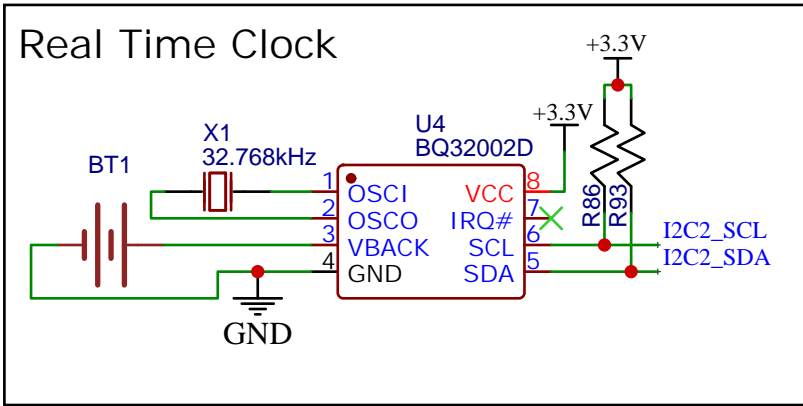 Real Time Clock
+3.3V
+3.3V
X1
32.768kHz
U4
BQ32002D
BT1
1 OSCI VCC 8
2 OSCO IRQ# 7
3 VBACK SCL 6
4 GND SDA 5
R86
R93
I2C2_SCL
I2C2_SDA
GND